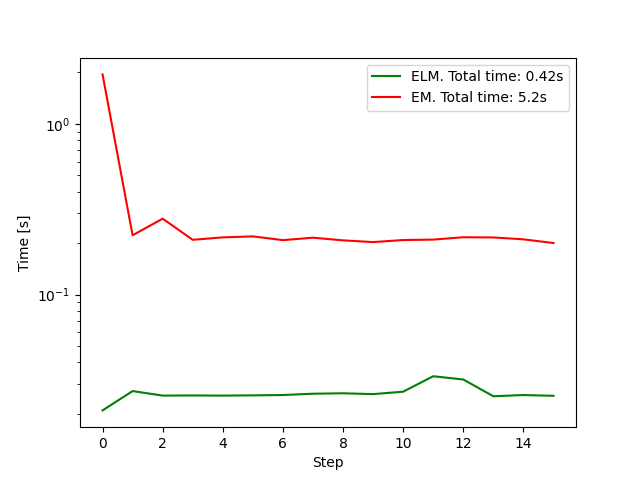 ELM. Total time: 0.42s
EM. Total time: 5.2s
10⁰
10⁻¹
Time [s]
0 2 4 6 8 10 12 14
Step